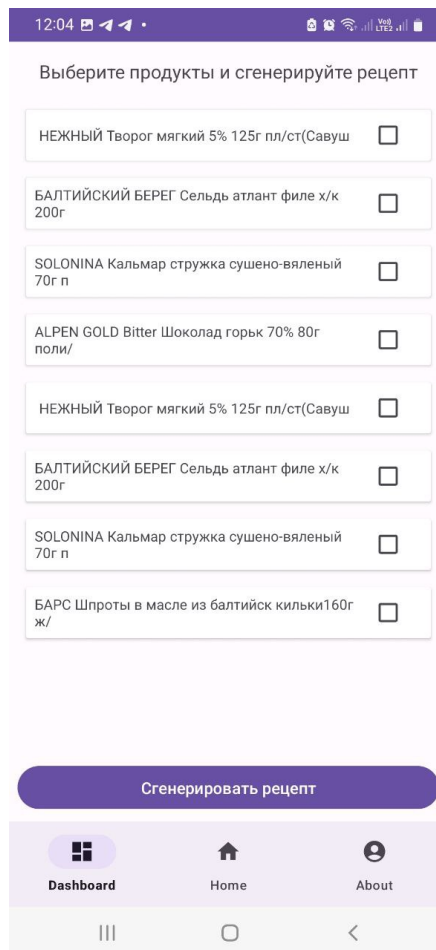 12:04
Vo))
LTE2
Выберите продукты и сгенерируйте рецепт
НЕЖНЫЙ Творог мягкий 5% 125г пл/ст(Савуш
БАЛТИЙСКИЙ БЕРЕГ Сельдь атлант филе х/к
200г
SOLONINA Кальмар стружка сушено-вяленый
70г п
ALPEN GOLD Bitter Шоколад горьк 70% 80г
поли/
НЕЖНЫЙ Творог мягкий 5% 125г пл/ст(Савуш
БАЛТИЙСКИЙ БЕРЕГ Сельдь атлант филе х/к
200г
SOLONINA Кальмар стружка сушено-вяленый
70г п
БАРС Шпроты в масле из балтийск кильки160г
ж/
Сгенерировать рецепт
Dashboard
Home
About